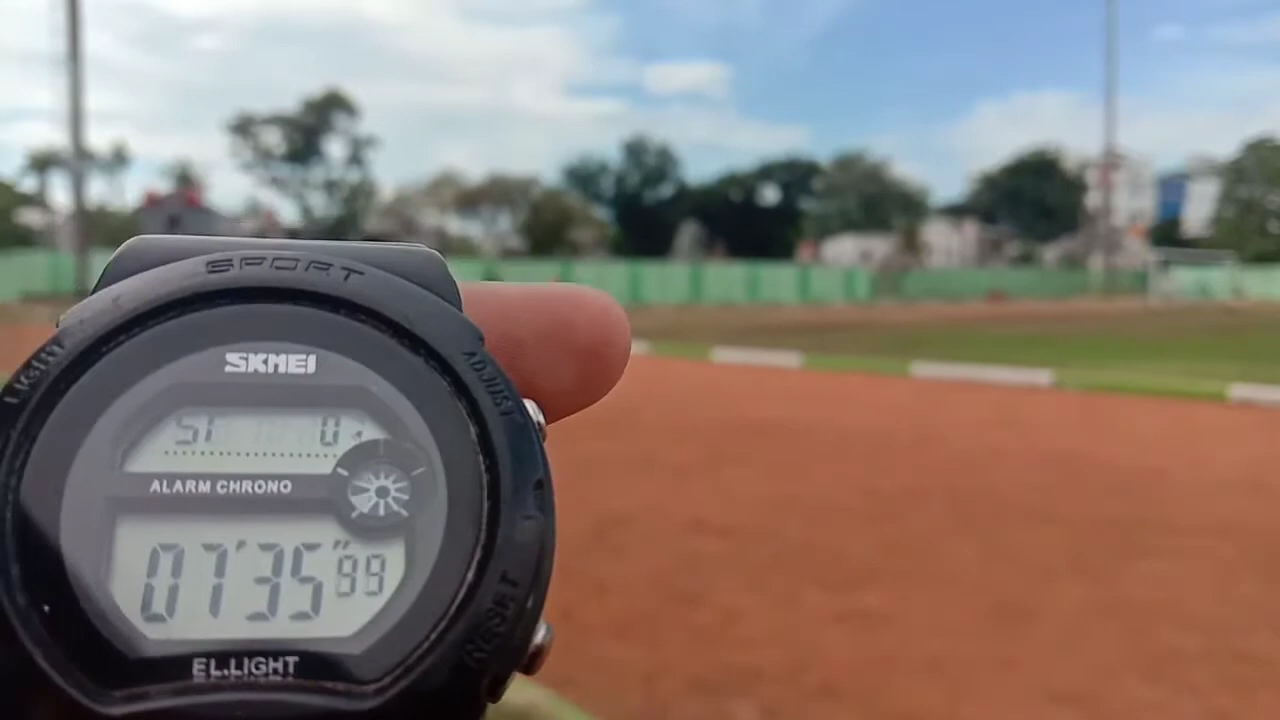 SPORT
LIGHT
ADJUST
SKMEI
ST 0
ALARM CHRONO
07'35"89
RESET
EL.LIGHT